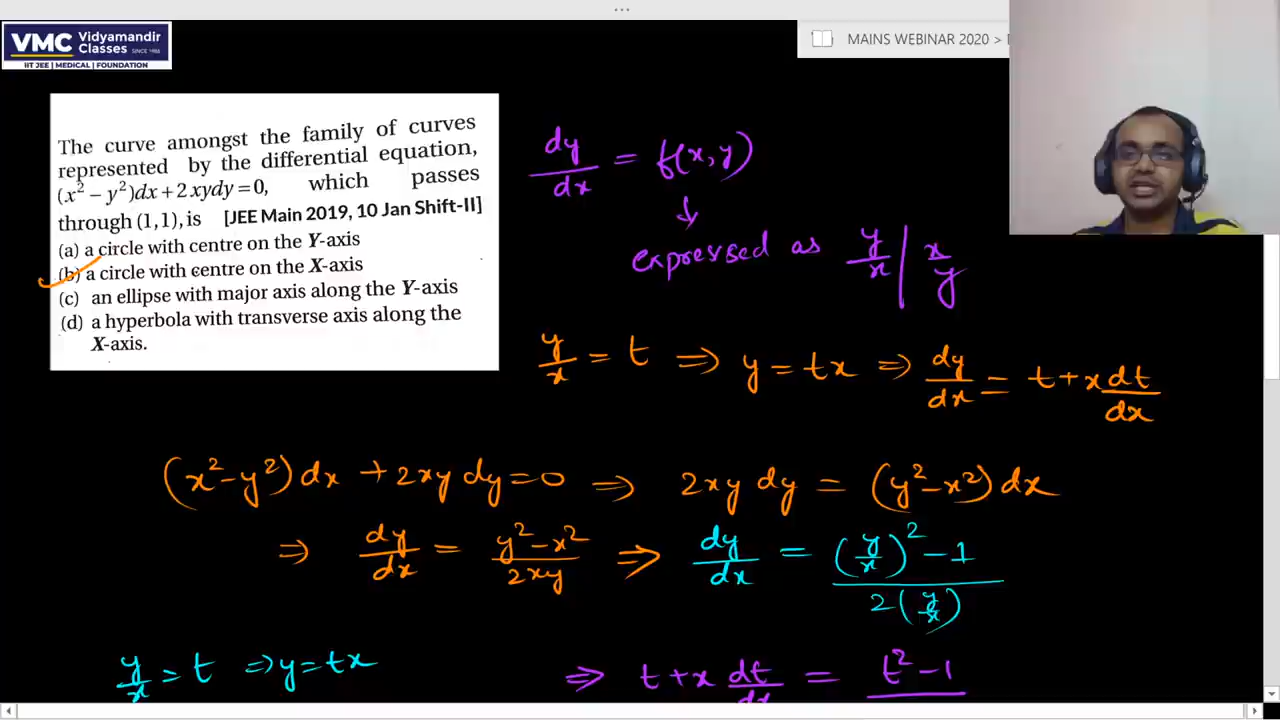 VMC Vidyamandir Classes SINCE 1986
IIT JEE | MEDICAL | FOUNDATION
MAINS WEBINAR 2020 >
The curve amongst the family of curves
represented by the differential equation,
(x² – y²)dx + 2xydy = 0, which passes
through (1, 1), is [JEE Main 2019, 10 Jan Shift-II]
(a) a circle with centre on the Y-axis
(b) a circle with centre on the X-axis
(c) an ellipse with major axis along the Y-axis
(d) a hyperbola with transverse axis along the
X-axis.
dy/dx = f(x, y)
↓
expressed as y/x | x/y
y/x = t ⇒ y = tx ⇒ dy/dx = t + x dt/dx
(x² – y²) dx + 2xy dy = 0 ⇒ 2xy dy = (y² – x²) dx
⇒ dy/dx = (y² – x²)/2xy ⇒ dy/dx = ((y/x)² – 1)/2(y/x)
y/x = t ⇒ y = tx ⇒ t + x dt/dx = t² – 1